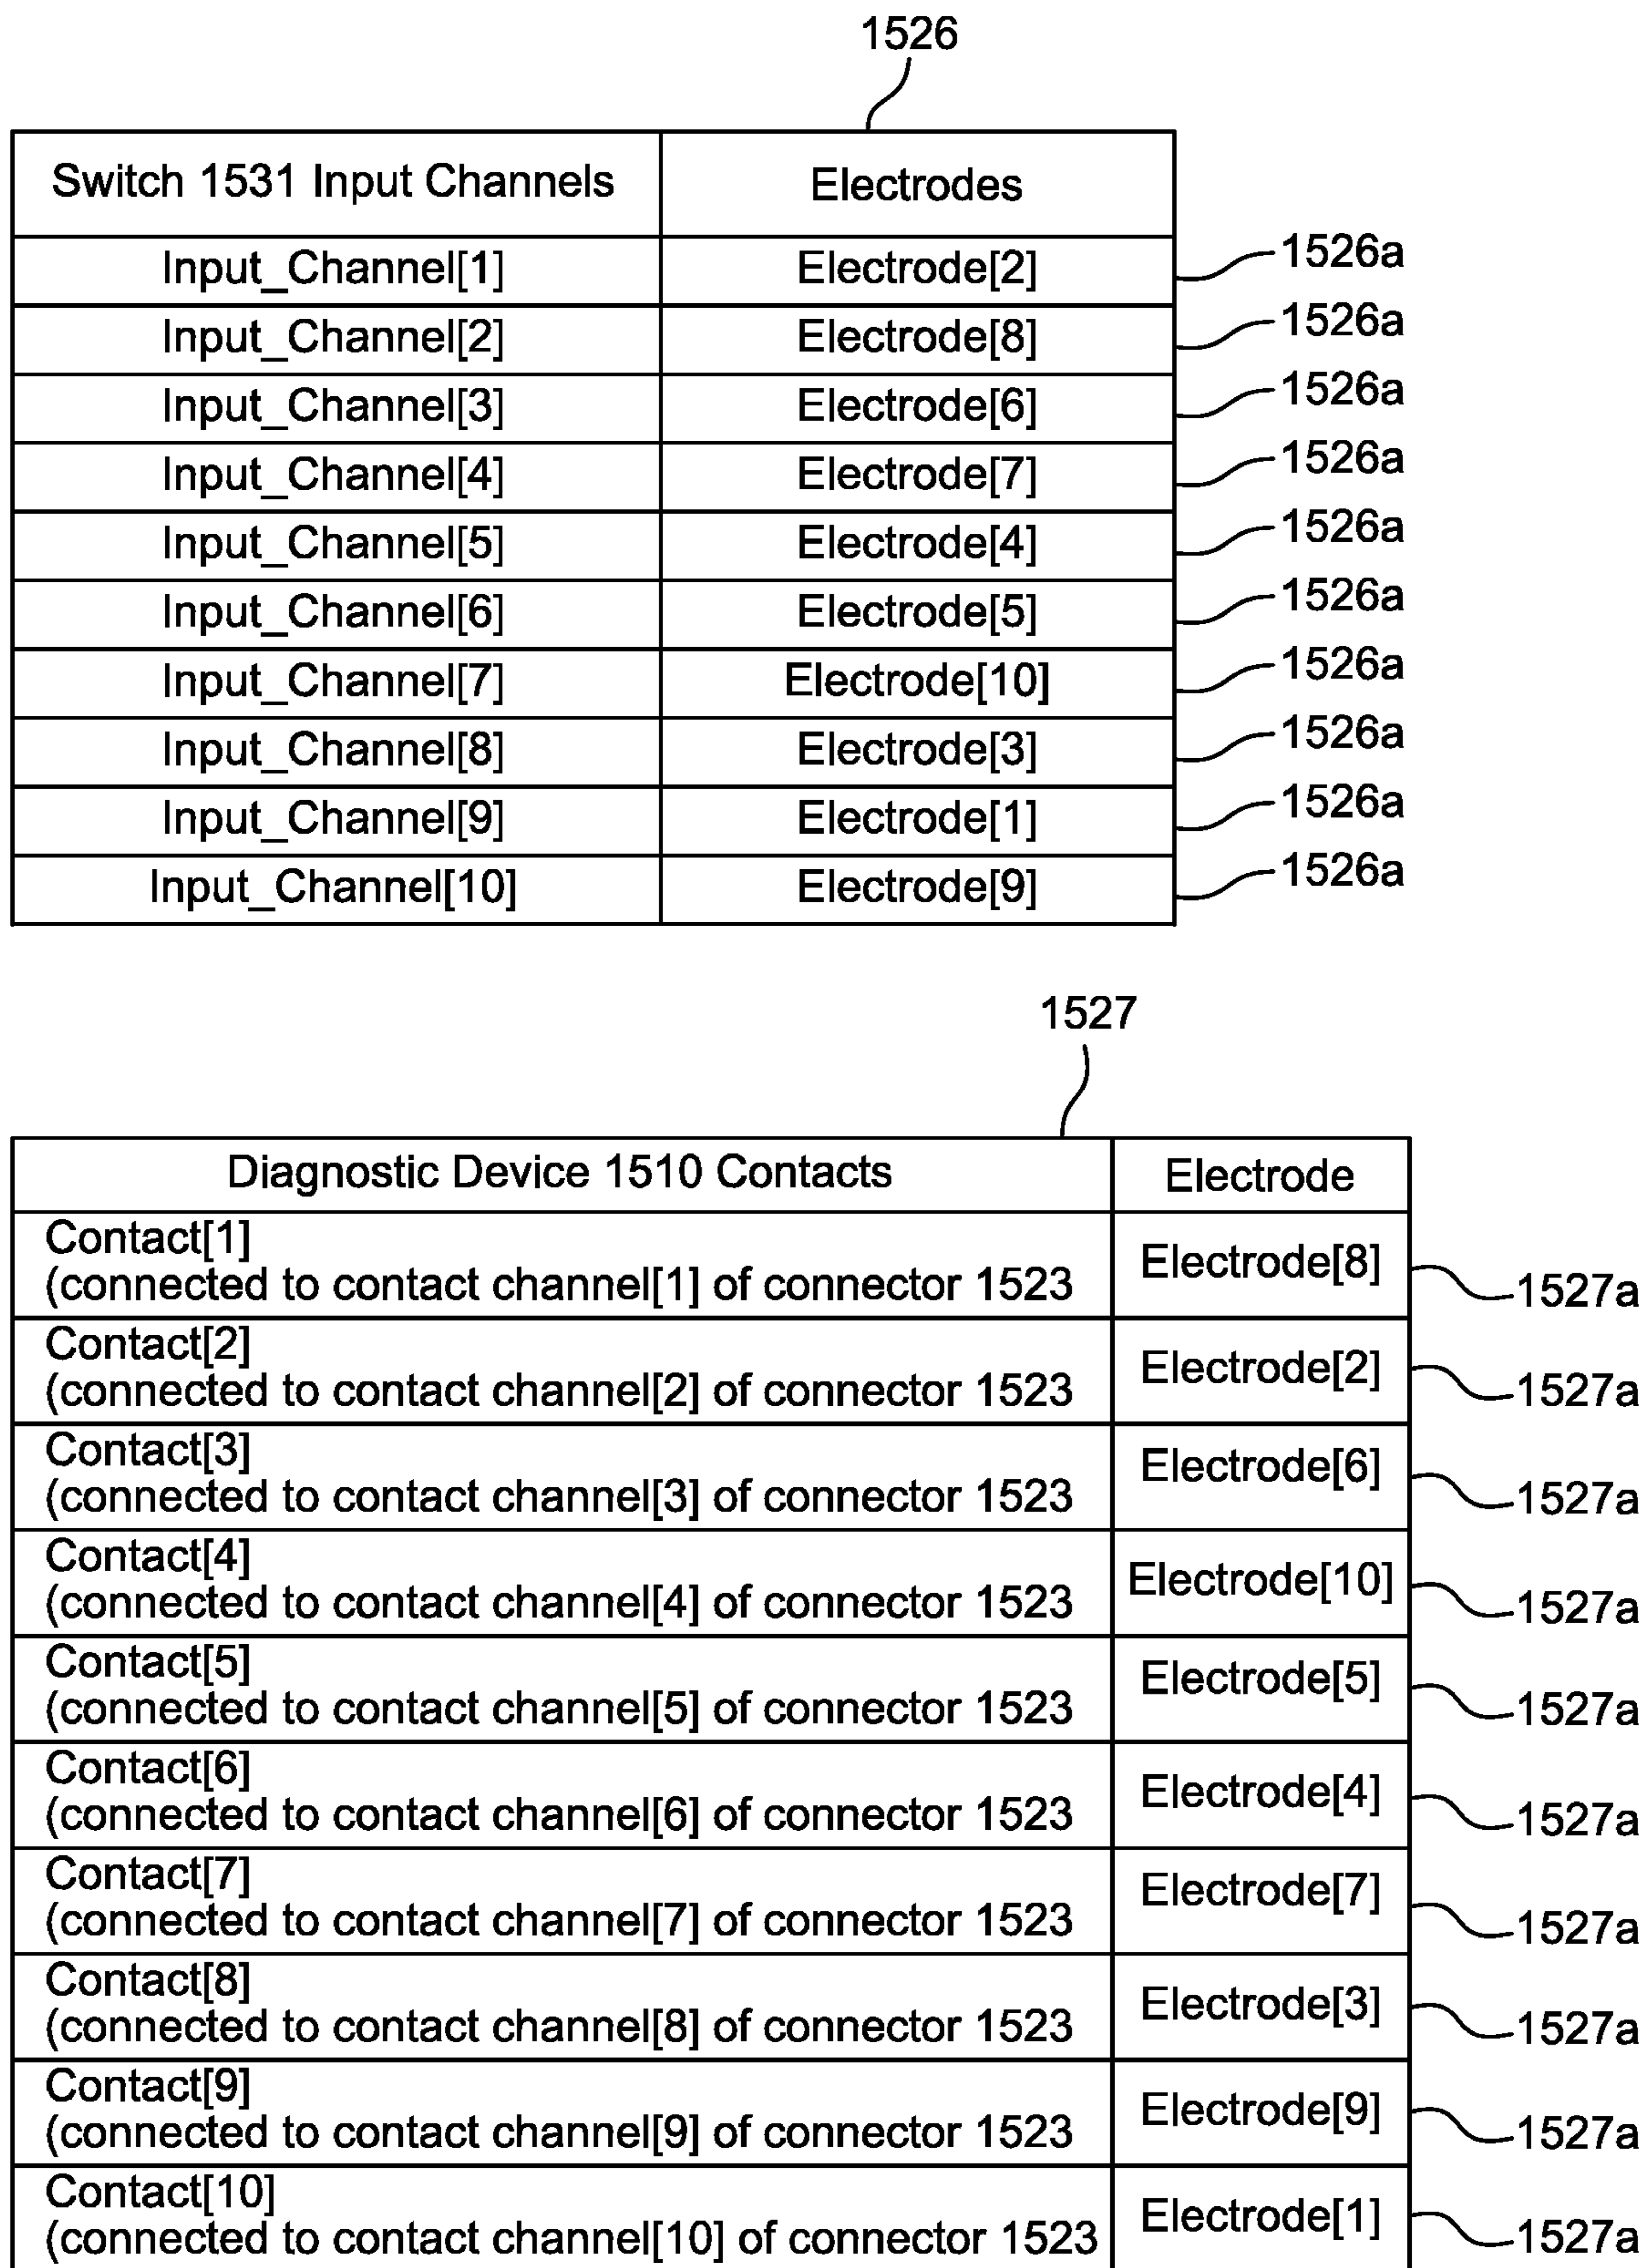 1526
Switch 1531 Input Channels Electrodes
Input_Channel[1] Electrode[2] 1526a
Input_Channel[2] Electrode[8] 1526a
Input_Channel[3] Electrode[6] 1526a
Input_Channel[4] Electrode[7] 1526a
Input_Channel[5] Electrode[4] 1526a
Input_Channel[6] Electrode[5] 1526a
Input_Channel[7] Electrode[10] 1526a
Input_Channel[8] Electrode[3] 1526a
Input_Channel[9] Electrode[1] 1526a
Input_Channel[10] Electrode[9] 1526a
1527
Diagnostic Device 1510 Contacts Electrode
Contact[1]
(connected to contact channel[1] of connector 1523 Electrode[8] 1527a
Contact[2]
(connected to contact channel[2] of connector 1523 Electrode[2] 1527a
Contact[3]
(connected to contact channel[3] of connector 1523 Electrode[6] 1527a
Contact[4]
(connected to contact channel[4] of connector 1523 Electrode[10] 1527a
Contact[5]
(connected to contact channel[5] of connector 1523 Electrode[5] 1527a
Contact[6]
(connected to contact channel[6] of connector 1523 Electrode[4] 1527a
Contact[7]
(connected to contact channel[7] of connector 1523 Electrode[7] 1527a
Contact[8]
(connected to contact channel[8] of connector 1523 Electrode[3] 1527a
Contact[9]
(connected to contact channel[9] of connector 1523 Electrode[9] 1527a
Contact[10]
(connected to contact channel[10] of connector 1523 Electrode[1] 1527a